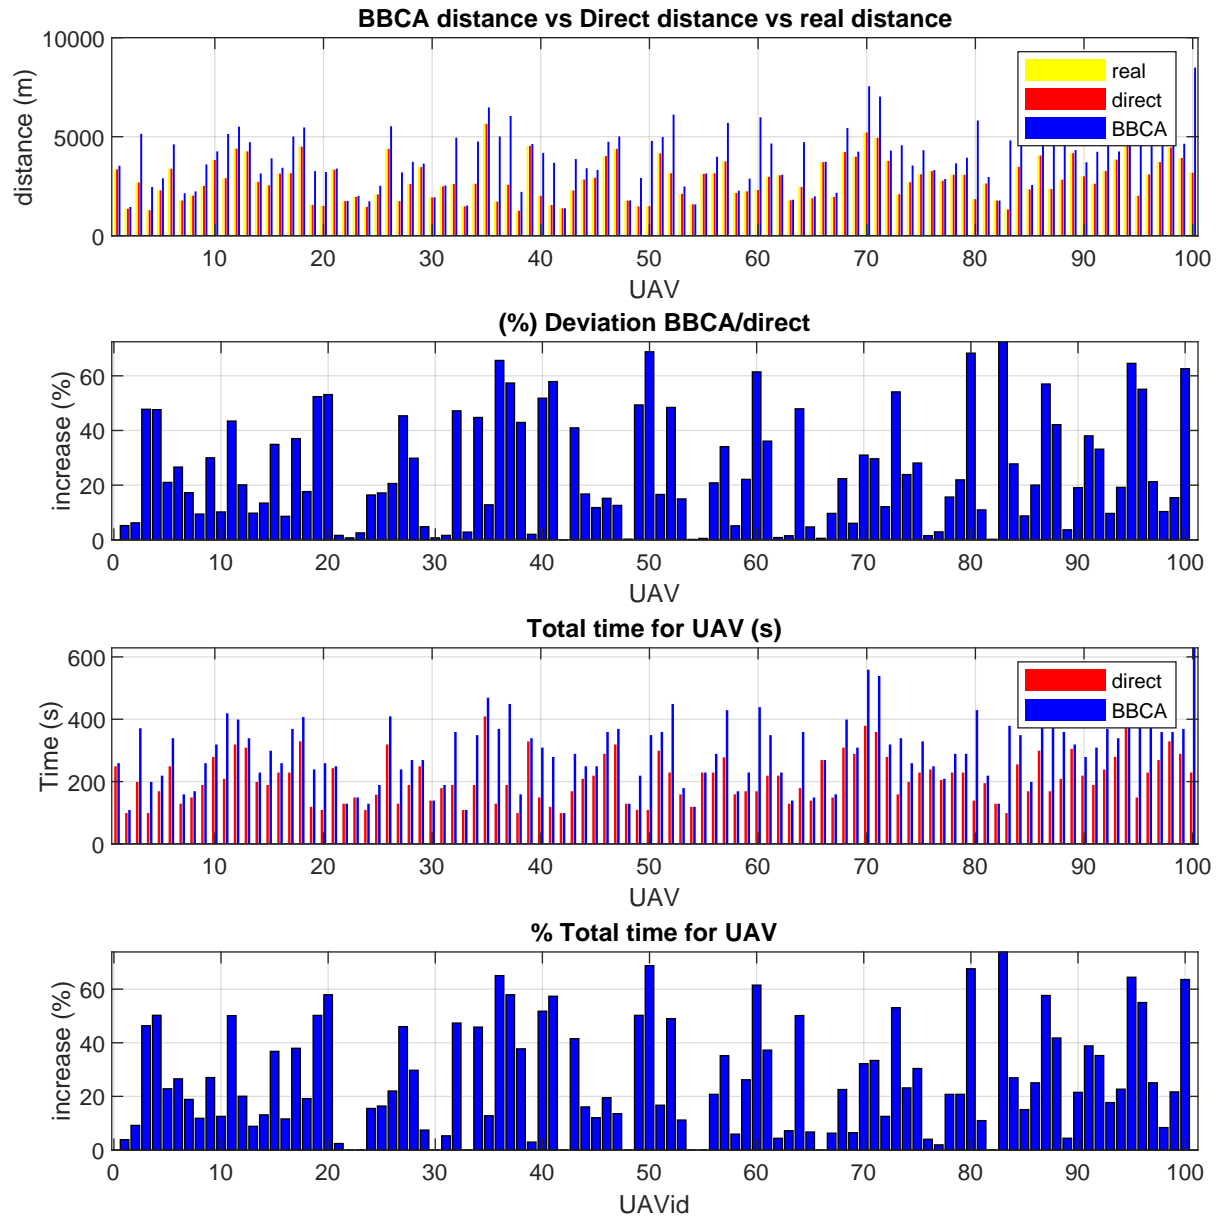 BBCA distance vs Direct distance vs real distance
10000
5000
0
distance (m)
real
direct
BBCA
10 20 30 40 50 60 70 80 90 100
UAV
(%) Deviation BBCA/direct
60
40
20
0
increase (%)
0 10 20 30 40 50 60 70 80 90 100
UAV
Total time for UAV (s)
600
400
200
0
Time (s)
direct
BBCA
10 20 30 40 50 60 70 80 90 100
UAV
% Total time for UAV
60
40
20
0
increase (%)
0 10 20 30 40 50 60 70 80 90 100
UAVid